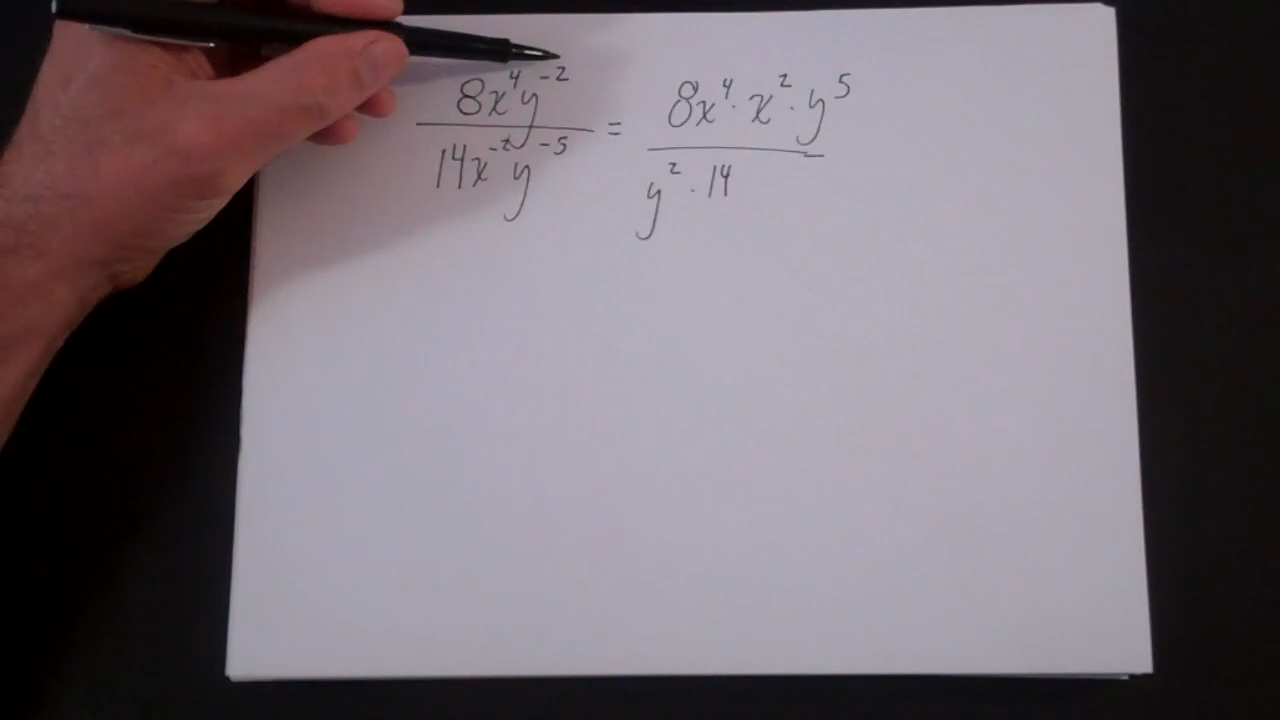 8x⁴y⁻² / 14x⁻²y⁻⁵ = 8x⁴ · x² · y⁵ / y² · 14